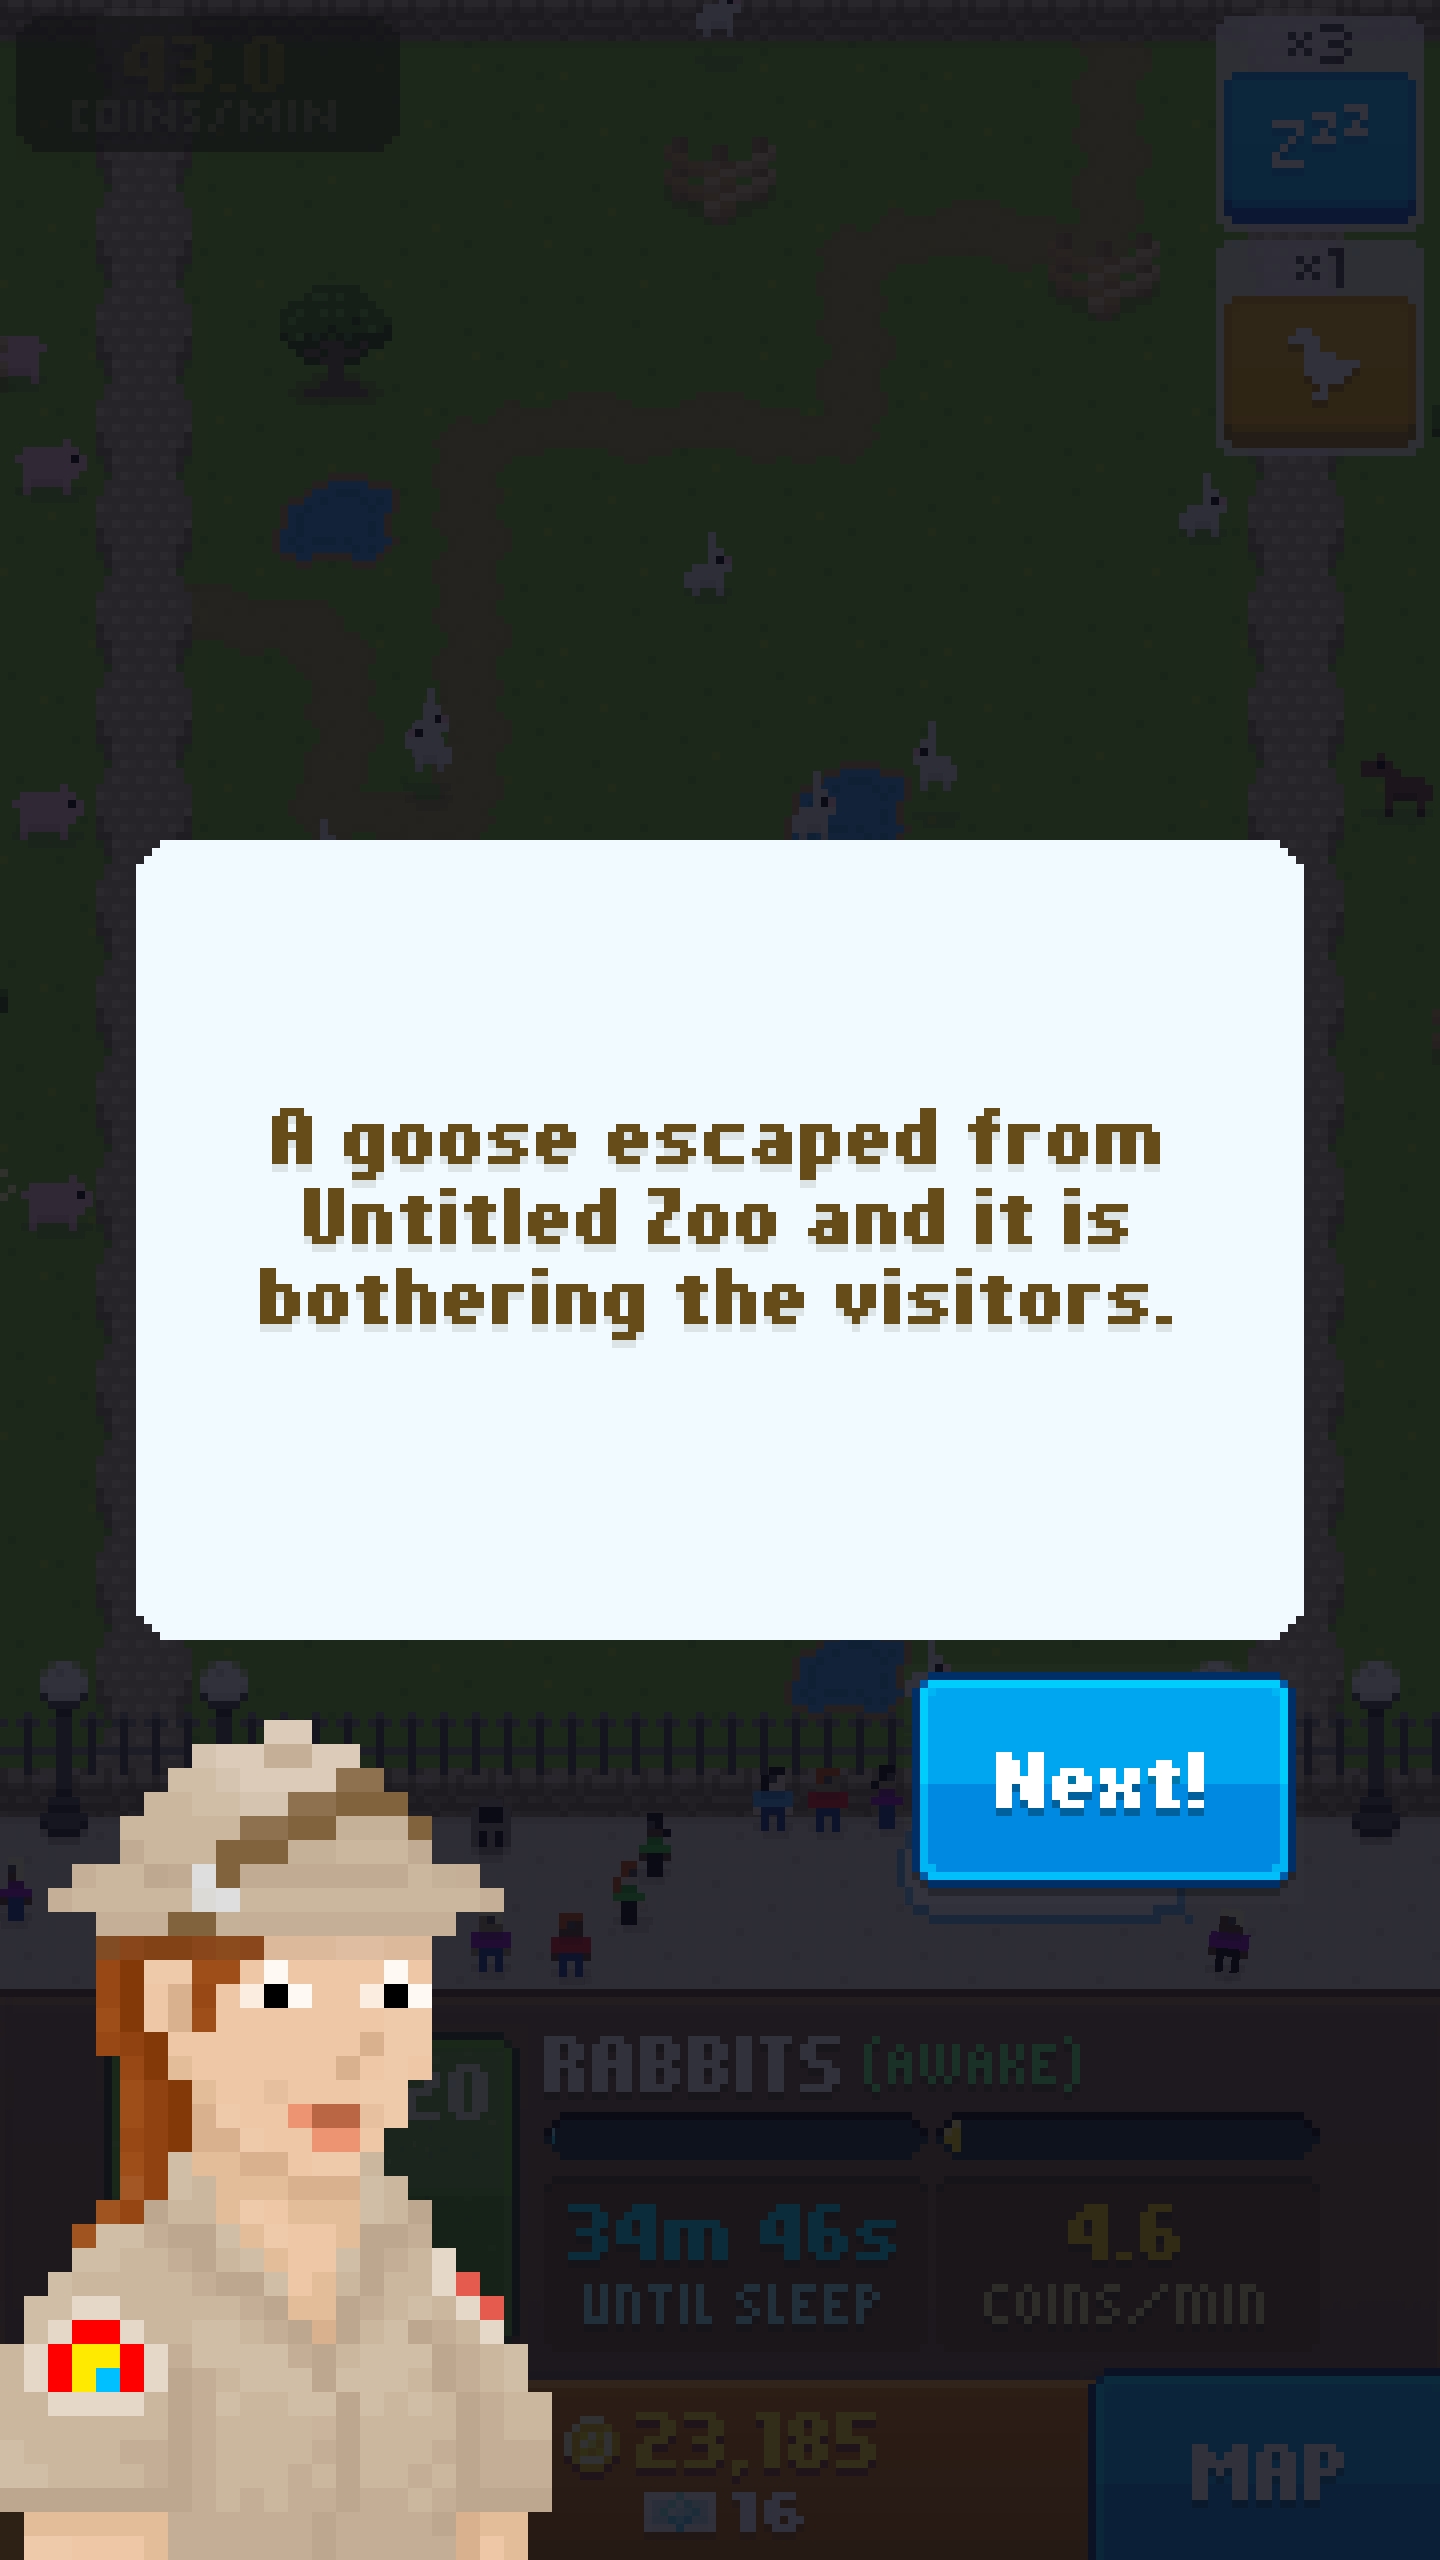 43.0
COINS/MIN
x3
zzz
x1
A goose escaped from
Untitled Zoo and it is
bothering the visitors.
Next!
20
RABBITS (AWAKE)
34m 46s
UNTIL SLEEP
4.6
COINS/MIN
23,185
16
MAP